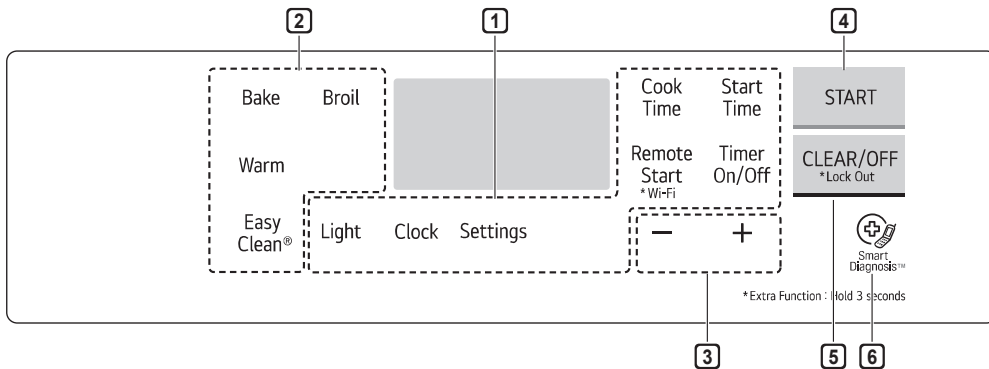 2
1
4
Bake
Broil
Cook
Time
Start
Time
START
Warm
Remote
Start
*Wi-Fi
Timer
On/Off
CLEAR/OFF
*Lock Out
Easy
Clean®
Light
Clock
Settings
−
+
Smart
Diagnosis™
*Extra Function : Hold 3 seconds
3
5
6